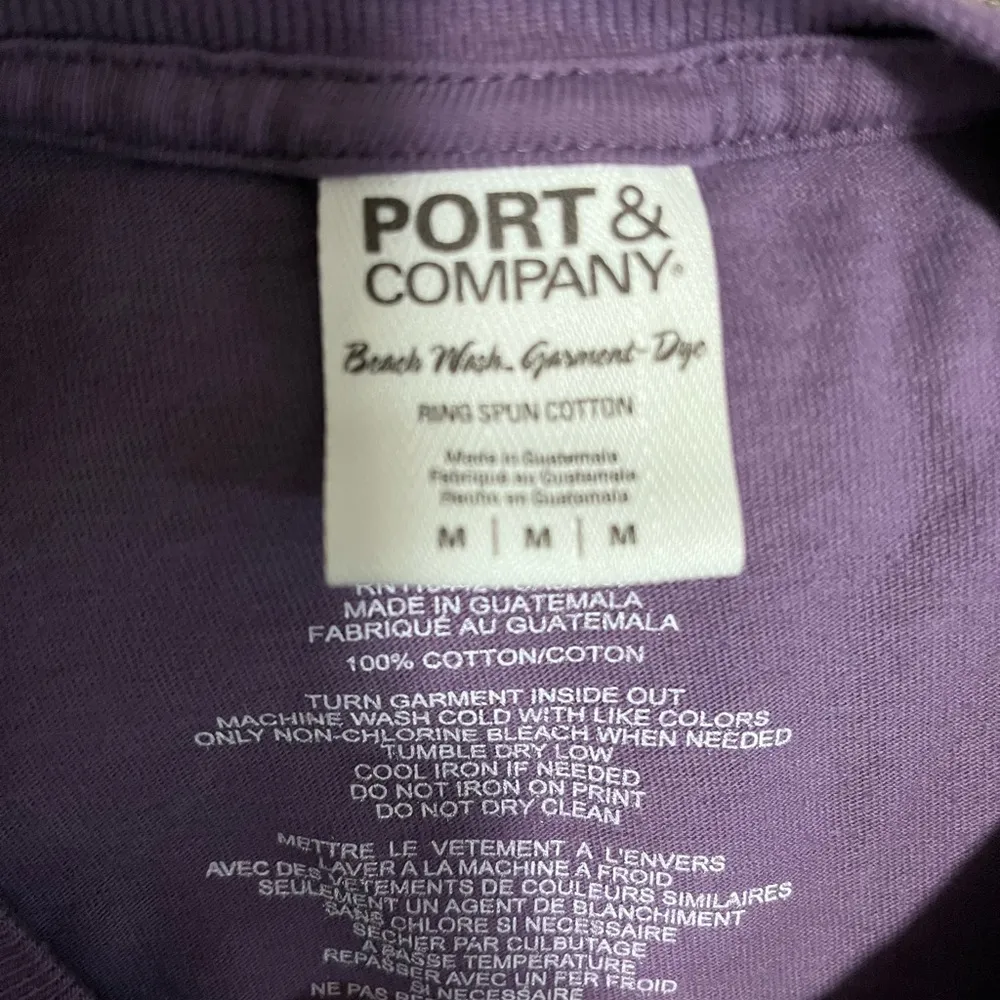 PORT &
COMPANY®
Beach Wash™ Garment-Dye
RING SPUN COTTON
Made in Guatemala
Fabriqué au Guatemala
M | M | M
MADE IN GUATEMALA
FABRIQUÉ AU GUATEMALA
100% COTTON/COTON
TURN GARMENT INSIDE OUT
MACHINE WASH COLD WITH LIKE COLORS
ONLY NON-CHLORINE BLEACH WHEN NEEDED
TUMBLE DRY LOW
COOL IRON IF NEEDED
DO NOT IRON ON PRINT
DO NOT DRY CLEAN
METTRE LE VETEMENT A L'ENVERS
LAVER A LA MACHINE A FROID
AVEC DES VETEMENTS DE COULEURS SIMILAIRES
SEULEMENT UN AGENT DE BLANCHIMENT
SANS CHLORE SI NECESSAIRE
SECHER PAR CULBUTAGE
A BASSE TEMPERATURE
REPASSER AVEC UN FER FROID
SI NECESSAIRE
NE PAS